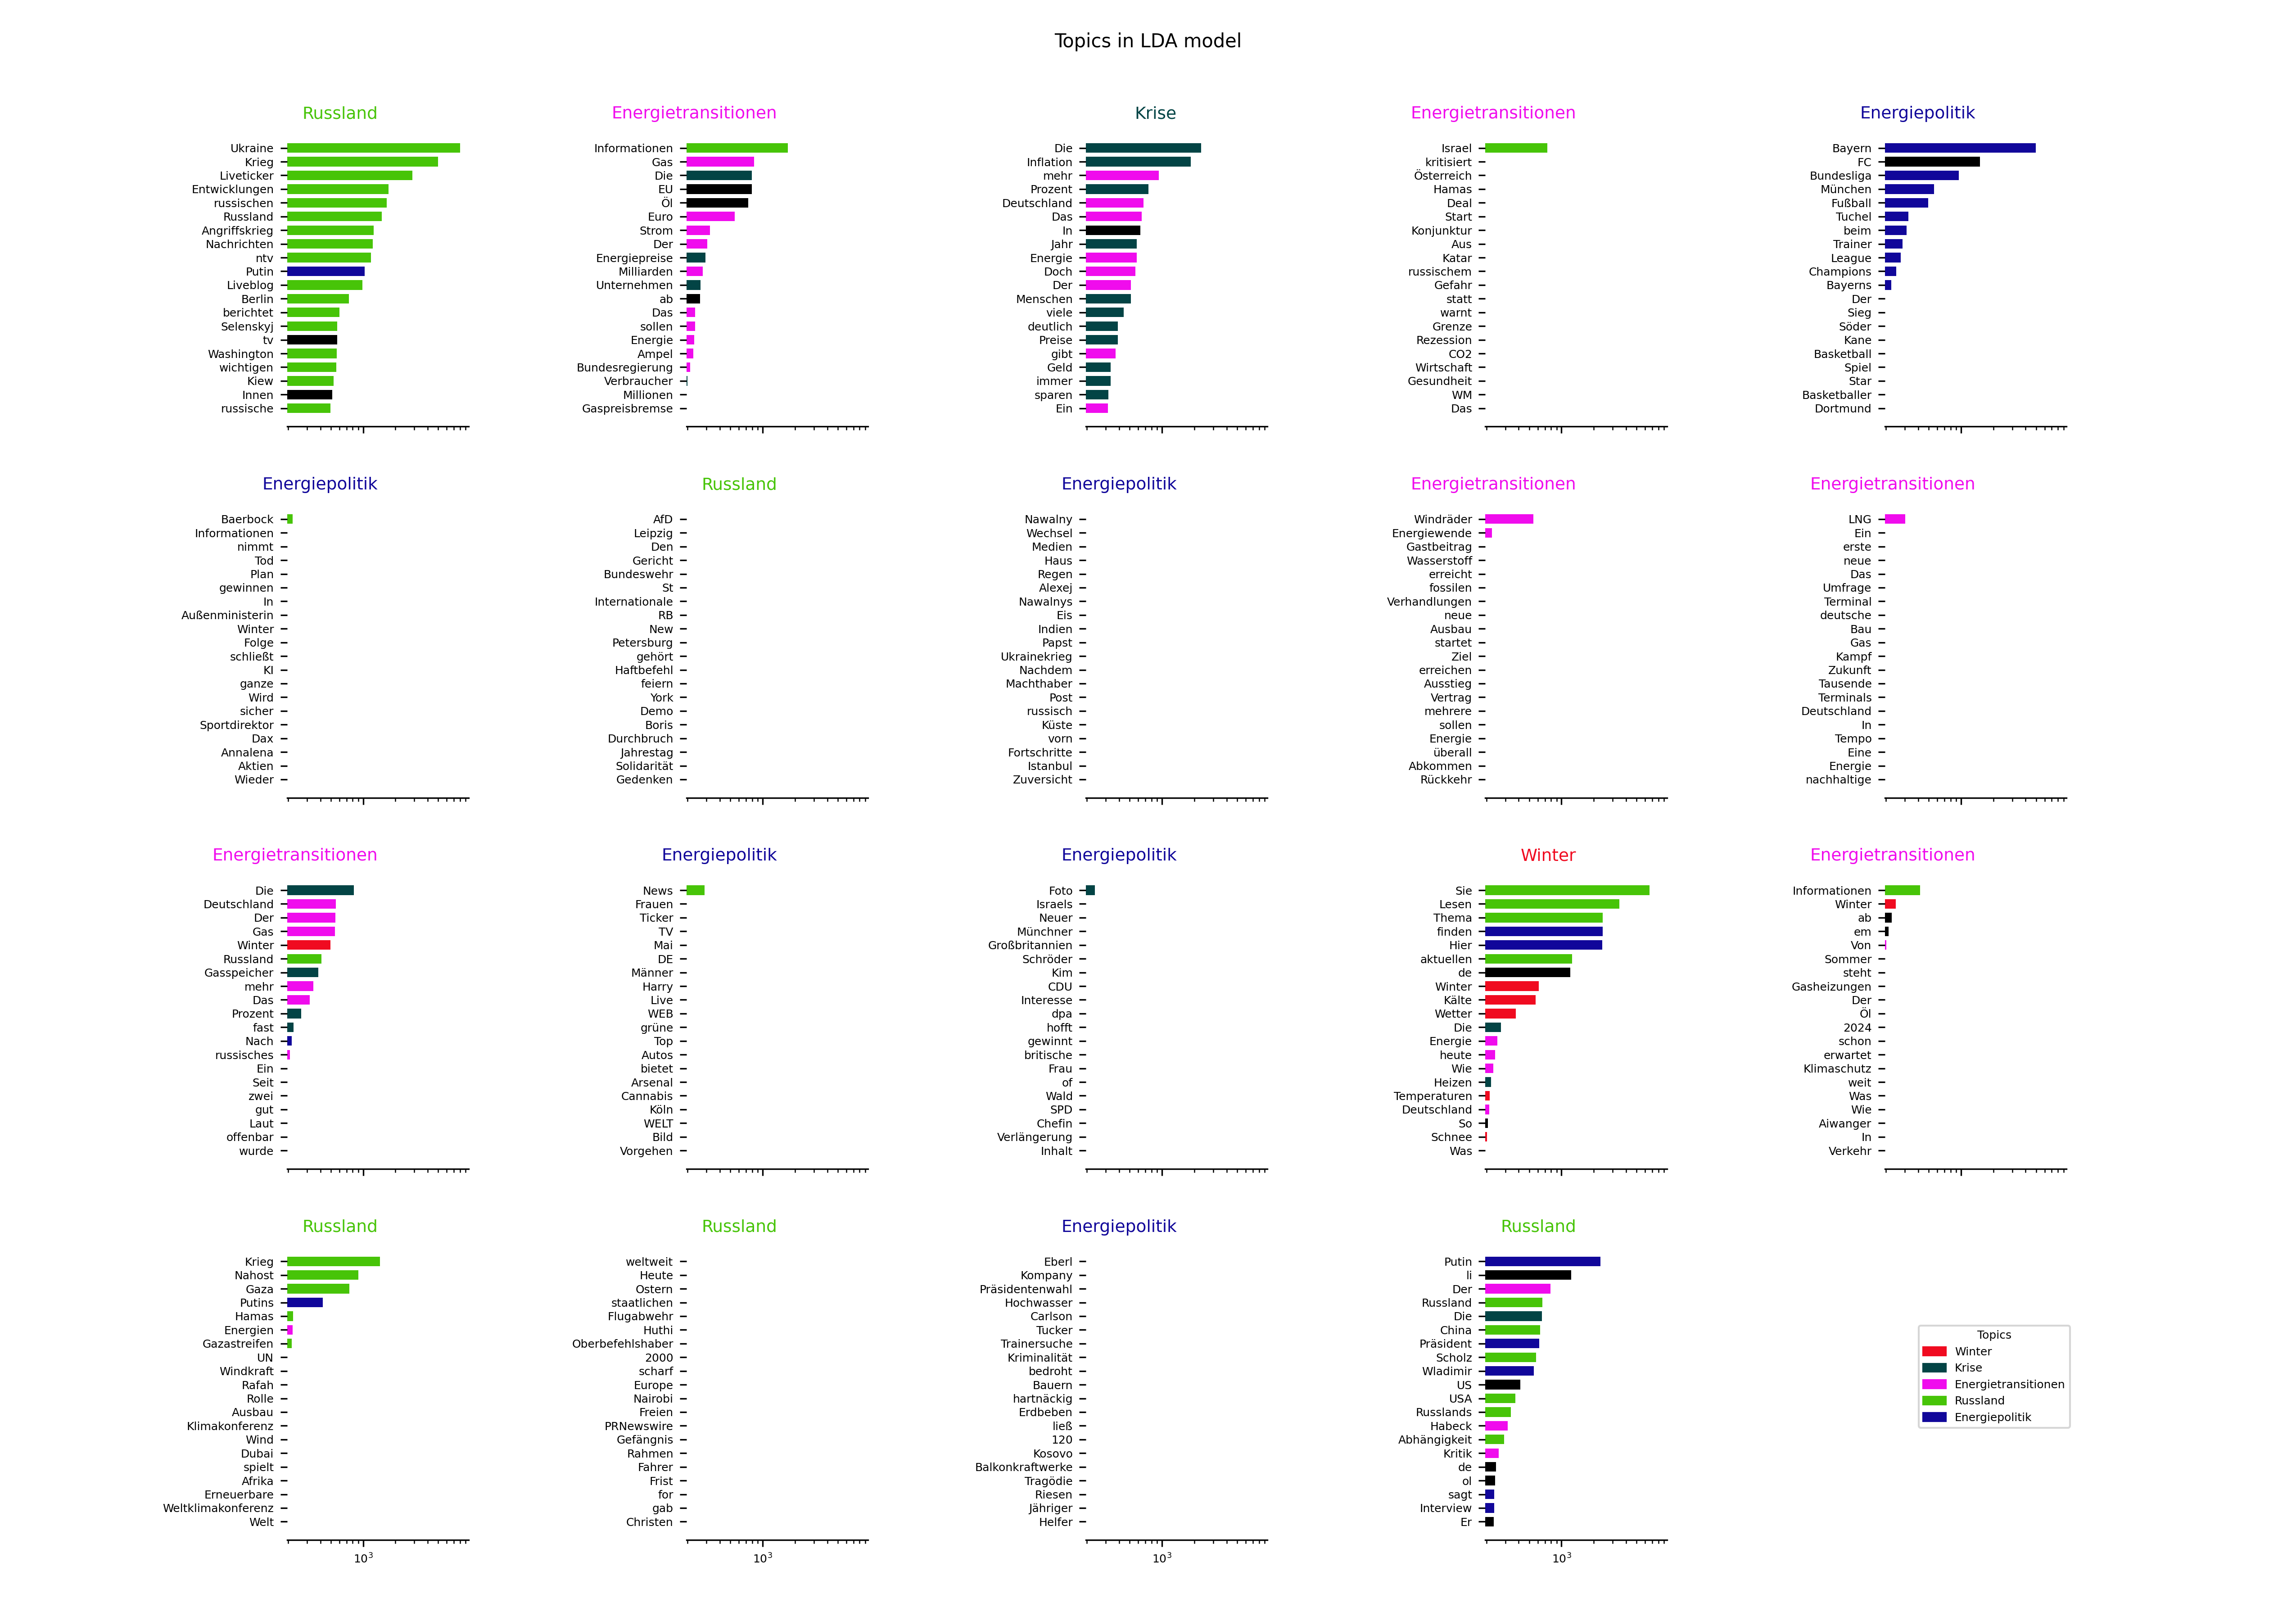 Topics in LDA model
Russland
Ukraine
Krieg
Liveticker
Entwicklungen
russischen
Russland
Angriffskrieg
Nachrichten
ntv
Putin
Liveblog
Berlin
berichtet
Selenskyj
tv
Washington
wichtigen
Kiew
Innen
russische
Energietransitionen
Informationen
Gas
Die
EU
Öl
Euro
Strom
Der
Energiepreise
Milliarden
Unternehmen
ab
Das
sollen
Energie
Ampel
Bundesregierung
Verbraucher
Millionen
Gaspreisbremse
Krise
Die
Inflation
mehr
Prozent
Deutschland
Das
In
Jahr
Energie
Doch
Der
Menschen
viele
deutlich
Preise
gibt
Geld
immer
sparen
Ein
Energietransitionen
Israel
kritisiert
Österreich
Hamas
Deal
Start
Konjunktur
Aus
Katar
russischem
Gefahr
statt
warnt
Grenze
Rezession
CO2
Wirtschaft
Gesundheit
WM
Das
Energiepolitik
Bayern
FC
Bundesliga
München
Fußball
Tuchel
beim
Trainer
League
Champions
Bayerns
Der
Sieg
Söder
Kane
Basketball
Spiel
Star
Basketballer
Dortmund
Energiepolitik
Baerbock
Informationen
nimmt
Tod
Plan
gewinnen
In
Außenministerin
Winter
Folge
schließt
KI
ganze
Wird
sicher
Sportdirektor
Dax
Annalena
Aktien
Wieder
Russland
AfD
Leipzig
Den
Gericht
Bundeswehr
St
Internationale
RB
New
Petersburg
gehört
Haftbefehl
feiern
York
Demo
Boris
Durchbruch
Jahrestag
Solidarität
Gedenken
Energiepolitik
Nawalny
Wechsel
Medien
Haus
Regen
Alexej
Nawalnys
Eis
Indien
Papst
Ukrainekrieg
Nachdem
Machthaber
Post
russisch
Küste
vorn
Fortschritte
Istanbul
Zuversicht
Energietransitionen
Windräder
Energiewende
Gastbeitrag
Wasserstoff
erreicht
fossilen
Verhandlungen
neue
Ausbau
startet
Ziel
erreichen
Ausstieg
Vertrag
mehrere
sollen
Energie
überall
Abkommen
Rückkehr
Energietransitionen
LNG
Ein
erste
neue
Das
Umfrage
Terminal
deutsche
Bau
Gas
Kampf
Zukunft
Tausende
Terminals
Deutschland
In
Tempo
Eine
Energie
nachhaltige
Energietransitionen
Die
Deutschland
Der
Gas
Winter
Russland
Gasspeicher
mehr
Das
Prozent
fast
Nach
russisches
Ein
Seit
zwei
gut
Laut
offenbar
wurde
Energiepolitik
News
Frauen
Ticker
TV
Mai
DE
Männer
Harry
Live
WEB
grüne
Top
Autos
bietet
Arsenal
Cannabis
Köln
WELT
Bild
Vorgehen
Energiepolitik
Foto
Israels
Neuer
Münchner
Großbritannien
Schröder
Kim
CDU
Interesse
dpa
hofft
gewinnt
britische
Frau
of
Wald
SPD
Chefin
Verlängerung
Inhalt
Winter
Sie
Lesen
Thema
finden
Hier
aktuellen
de
Winter
Kälte
Wetter
Die
Energie
heute
Wie
Heizen
Temperaturen
Deutschland
So
Schnee
Was
Energietransitionen
Informationen
Winter
ab
em
Von
Sommer
steht
Gasheizungen
Der
Öl
2024
schon
erwartet
Klimaschutz
weit
Was
Wie
Aiwanger
In
Verkehr
Russland
Krieg
Nahost
Gaza
Putins
Hamas
Energien
Gazastreifen
UN
Windkraft
Rafah
Rolle
Ausbau
Klimakonferenz
Wind
Dubai
spielt
Afrika
Erneuerbare
Weltklimakonferenz
Welt
10³
Russland
weltweit
Heute
Ostern
staatlichen
Flugabwehr
Huthi
Oberbefehlshaber
2000
scharf
Europe
Nairobi
Freien
PRNewswire
Gefängnis
Rahmen
Fahrer
Frist
for
gab
Christen
10³
Energiepolitik
Eberl
Kompany
Präsidentenwahl
Hochwasser
Carlson
Tucker
Trainersuche
Kriminalität
bedroht
Bauern
hartnäckig
Erdbeben
ließ
120
Kosovo
Balkonkraftwerke
Tragödie
Riesen
Jähriger
Helfer
10³
Russland
Putin
li
Der
Russland
Die
China
Präsident
Scholz
Wladimir
US
USA
Russlands
Habeck
Abhängigkeit
Kritik
de
ol
sagt
Interview
Er
10³
Topics
Winter
Krise
Energietransitionen
Russland
Energiepolitik